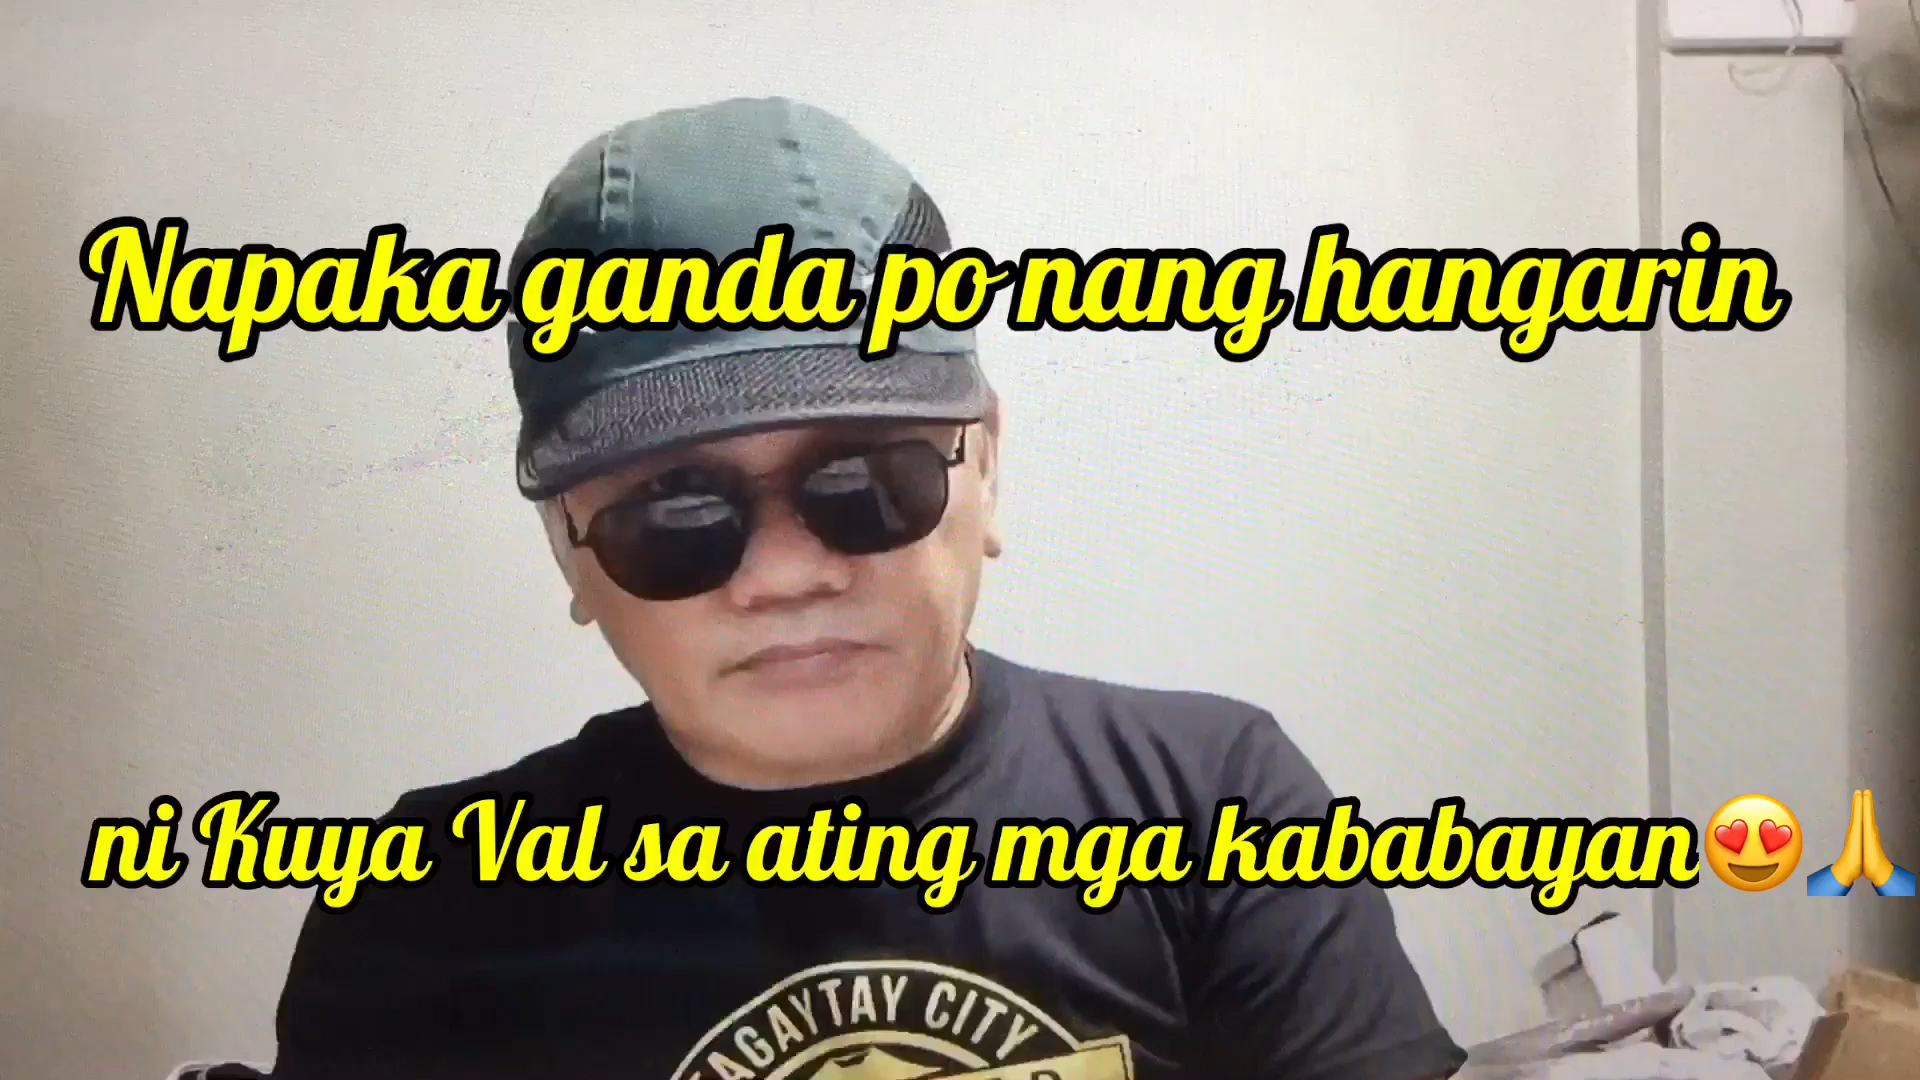 Napaka ganda po nang hangarin
ni Kuya Val sa ating mga kababayan😍🙏
TAGAYTAY CITY